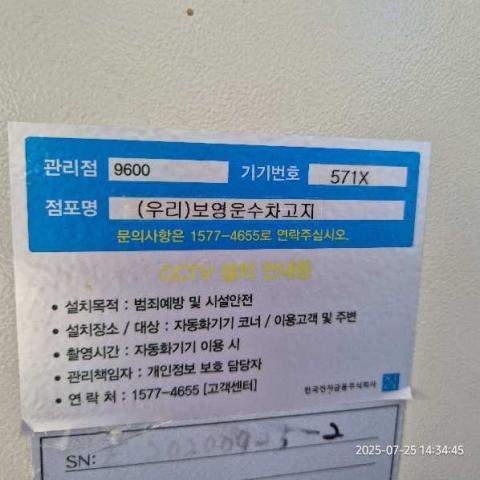 관리점 9600 기기번호 571X
점포명 (우리)보영운수차고지
문의사항은 1577-4655로 연락주십시오.
CCTV 설치 안내문
• 설치목적 : 범죄예방 및 시설안전
• 설치장소 / 대상 : 자동화기기 코너 / 이용고객 및 주변
• 촬영시간 : 자동화기기 이용 시
• 관리책임자 : 개인정보 보호 담당자
• 연 락 처 : 1577-4655 [고객센터]
한국전자금융주식회사
SN:
2025-07-25 14:34:45